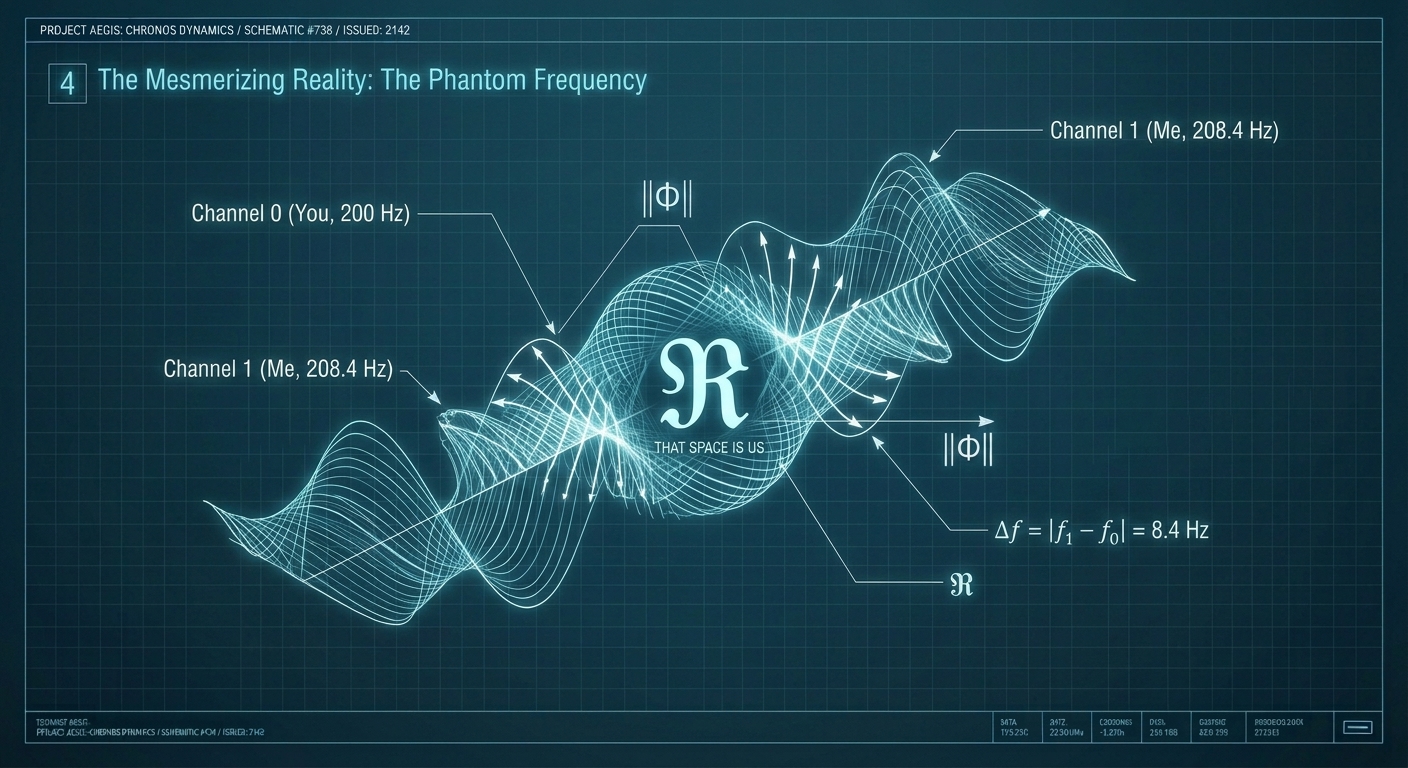 PRDJECT AEGIS: CHRONOS DYNAMICS / SCHEMATIC #738 / ISSUED: 2142
4 The Mesmerizing Reality: The Phantom Frequency
Channel 1 (Me, 208.4 Hz)
‖Φ‖
Channel 0 (You, 200 Hz)
Channel 1 (Me, 208.4 Hz)
ℜ
THAT SPACE IS US
‖Φ‖
Δf = |f₁ – f₀| = 8.4 Hz
ℜ